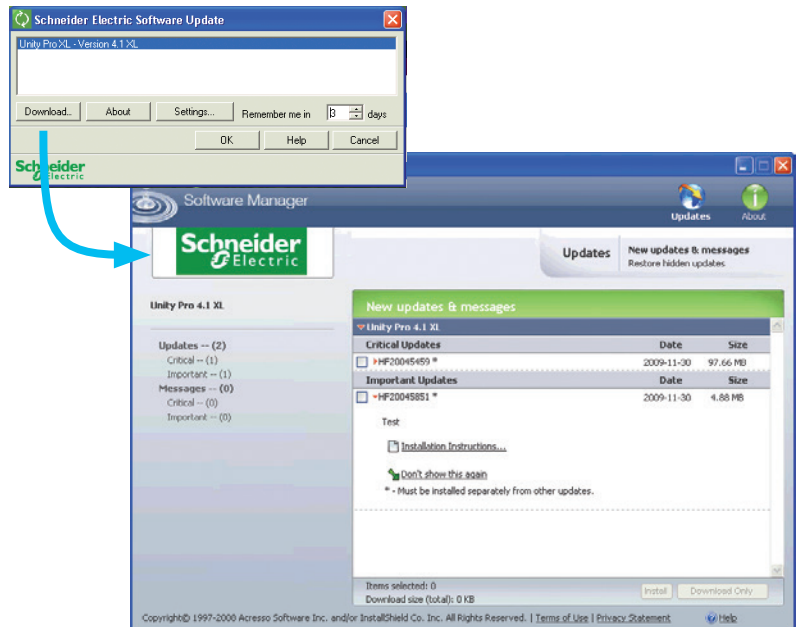 Schneider Electric Software Update
Unity Pro XL - Version 4.1 XL
Download... About Settings... Remember me in 3 days
OK Help Cancel
Schneider
Electric
Software Manager
Updates About
Schneider
Electric
Updates New updates & messages
Restore hidden updates
Unity Pro 4.1 XL
Updates -- (2)
Critical -- (1)
Important -- (1)
Messages -- (0)
Critical -- (0)
Important -- (0)
New updates & messages
Unity Pro 4.1 XL
Critical Updates Date Size
HF20045459 * 2009-11-30 97.66 MB
Important Updates Date Size
HF20045851 * 2009-11-30 4.88 MB
Test
Installation Instructions...
Don't show this again
* - Must be installed separately from other updates.
Items selected: 0
Download size (total): 0 KB
Install Download Only
Copyright© 1997-2008 Acresso Software Inc. and/or InstallShield Co. Inc. All Rights Reserved. | Terms of Use | Privacy Statement Help